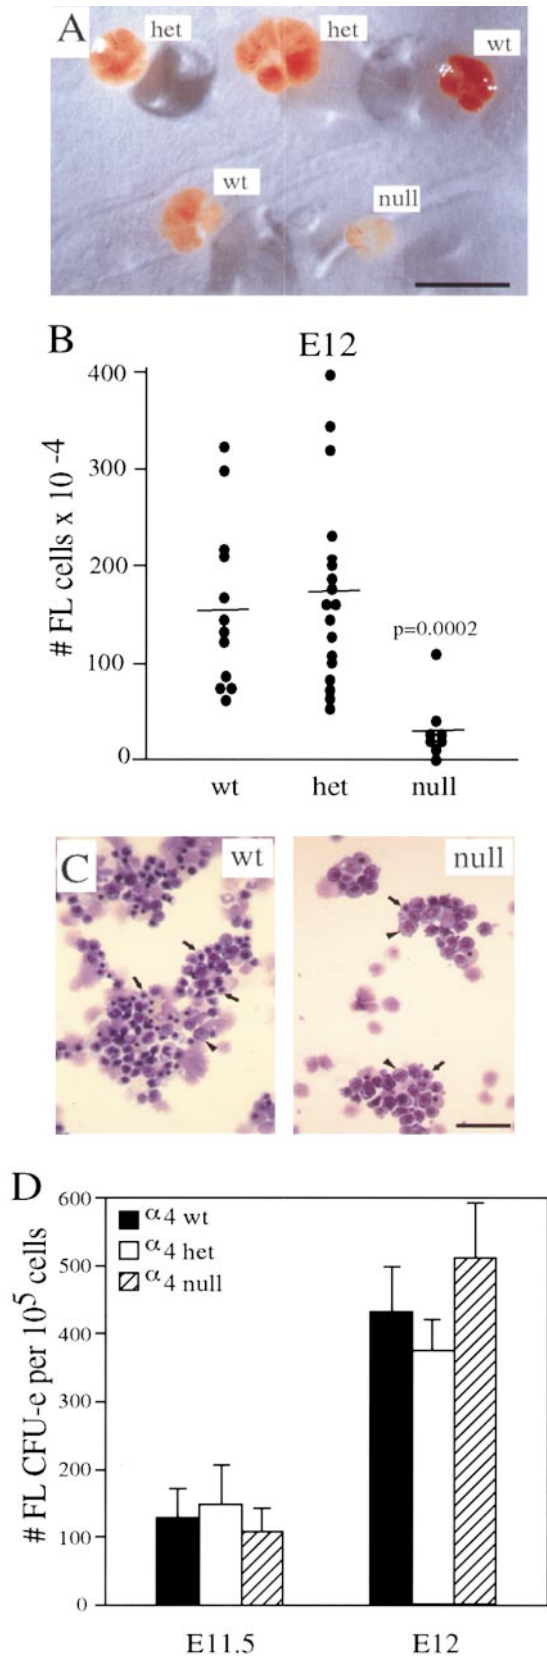 A
het
het
wt
wt
null
B
E12
# FL cells x 10 -4
400
300
200
100
0
p=0.0002
wt
het
null
C
wt
null
D
# FL CFU-e per 10⁵ cells
600
500
400
300
200
100
0
α4 wt
α4 het
α4 null
E11.5
E12